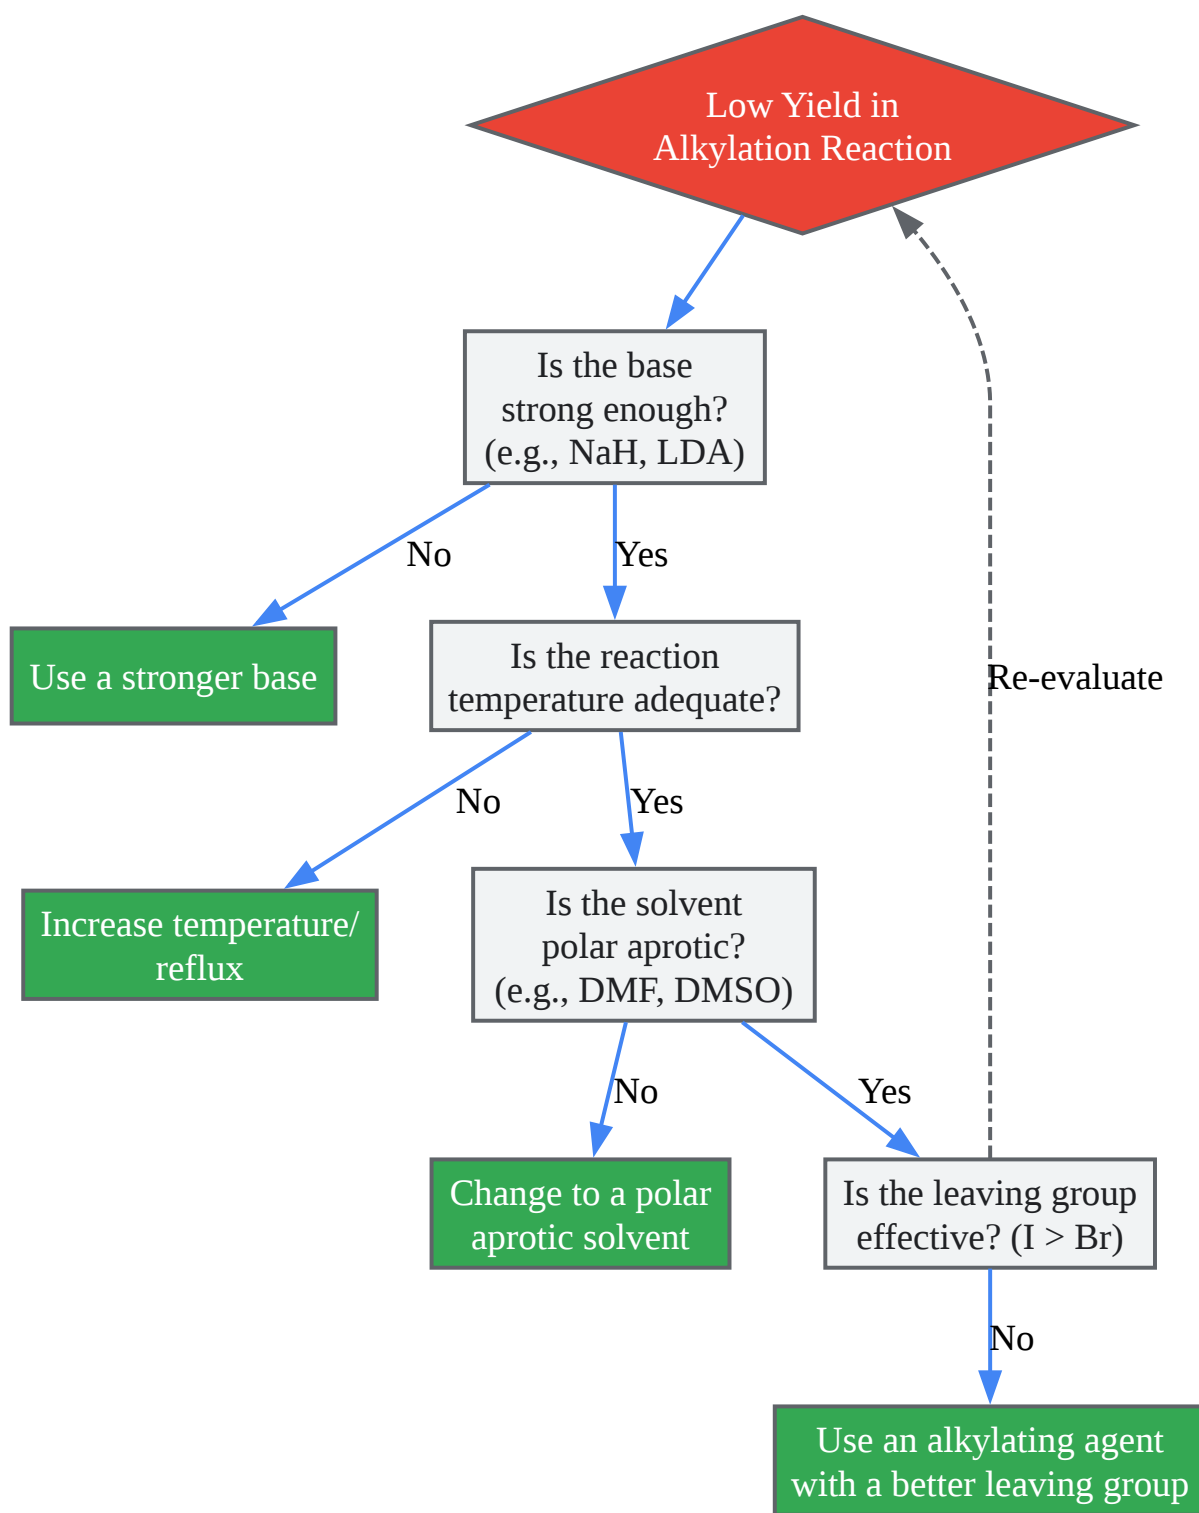 Low Yield in
Alkylation Reaction
Is the base
strong enough?
(e.g., NaH, LDA)
No
Yes
Use a stronger base
Is the reaction
temperature adequate?
Re-evaluate
No
Yes
Increase temperature/
reflux
Is the solvent
polar aprotic?
(e.g., DMF, DMSO)
No
Yes
Change to a polar
aprotic solvent
Is the leaving group
effective? (I > Br)
No
Use an alkylating agent
with a better leaving group